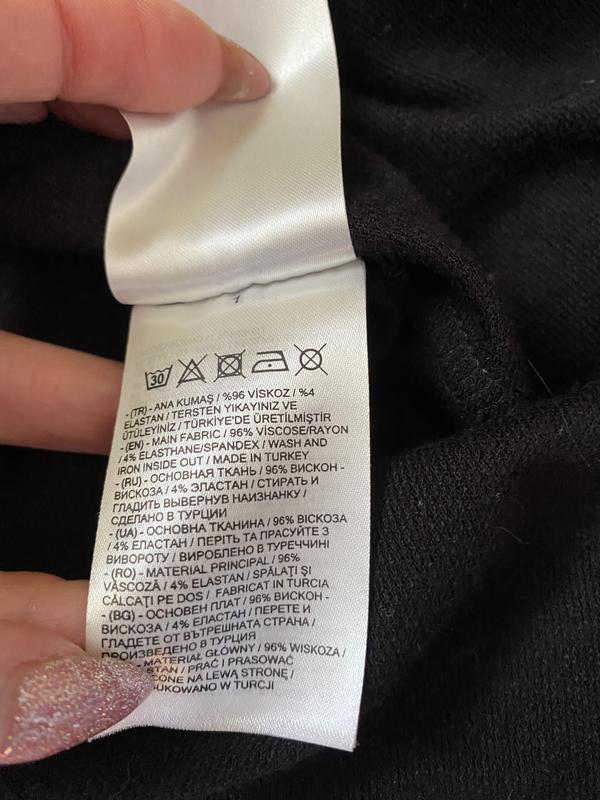 30
-(TR)- ANA KUMAŞ / %96 VİSKOZ / %4
ELASTAN / TERSTEN YIKAYINIZ VE
ÜTÜLEYİNİZ / TÜRKİYE'DE ÜRETİLMİŞTİR
-(EN)- MAIN FABRIC / 96% VISCOSE/RAYON
/ 4% ELASTHANE/SPANDEX / WASH AND
IRON INSIDE OUT / MADE IN TURKEY
-(RU)- ОСНОВНАЯ ТКАНЬ / 96% ВИСКОН -
ВИСКОЗА / 4% ЭЛАСТАН / СТИРАТЬ И
ГЛАДИТЬ ВЫВЕРНУВ НАИЗНАНКУ /
СДЕЛАНО В ТУРЦИИ
-(UA)- ОСНОВНА ТКАНИНА / 96% ВІСКОЗА
/ 4% ЕЛАСТАН / ПЕРІТЬ ТА ПРАСУЙТЕ З
ВИВОРОТУ / ВИРОБЛЕНО В ТУРЕЧЧИНІ
-(RO)- MATERIAL PRINCIPAL / 96%
VÂSCOZĂ / 4% ELASTAN / SPĂLAȚI ȘI
CĂLCAȚI PE DOS / FABRICAT IN TURCIA
-(BG)- ОСНОВЕН ПЛАТ / 96% ВИСКОН -
ВИСКОЗА / 4% ЕЛАСТАН / ПЕРЕТЕ И
ГЛАДЕТЕ ОТ ВЪТРЕШНАТА СТРАНА /
ПРОИЗВЕДЕНО В ТУРЦИЯ
MATERIAŁ GŁÓWNY / 96% WISKOZA /
STAN / PRAĆ I PRASOWAĆ
CONE NA LEWĄ STRONĘ /
UKOWANO W TURCJI